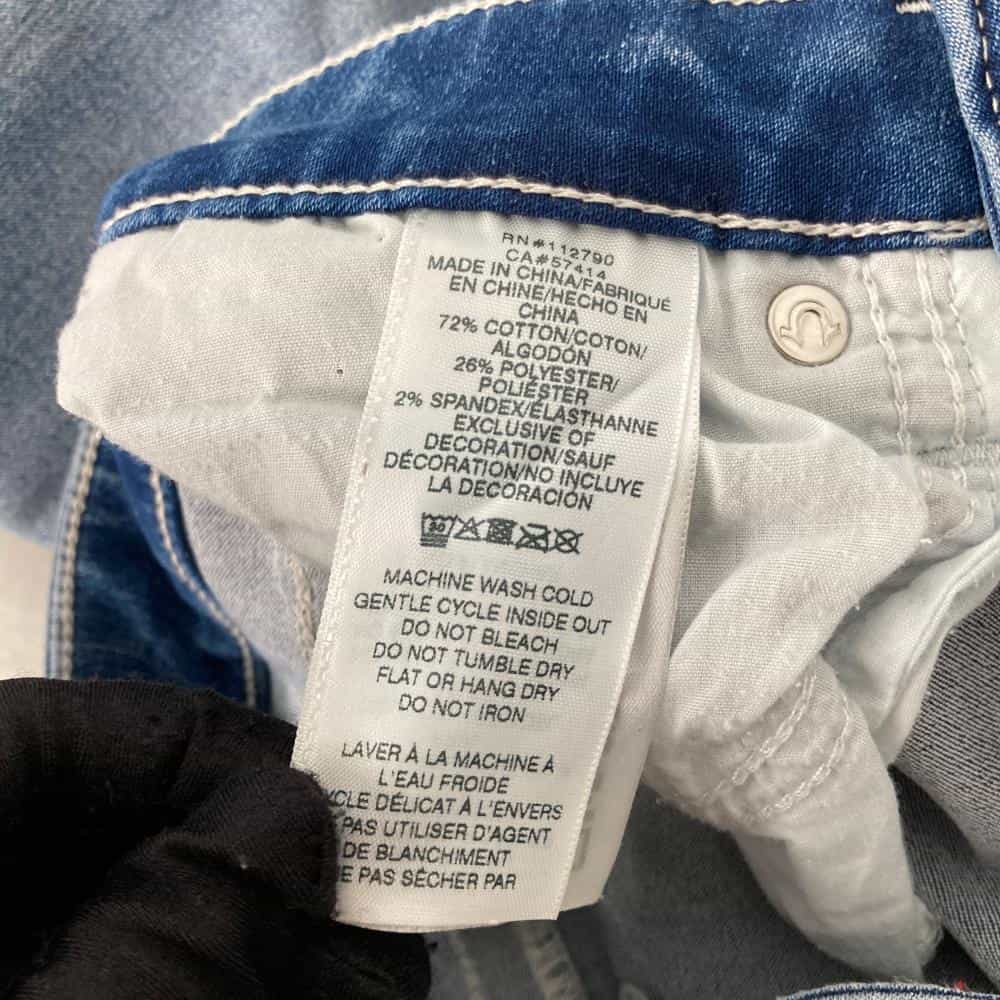 RN#112790
CA#57414
MADE IN CHINA/FABRIQUÉ
EN CHINE/HECHO EN
CHINA
72% COTTON/COTON/
ALGODÓN
26% POLYESTER/
POLIÉSTER
2% SPANDEX/ÉLASTHANNE
EXCLUSIVE OF
DECORATION/SAUF
DÉCORATION/NO INCLUYE
LA DECORACIÓN
30
MACHINE WASH COLD
GENTLE CYCLE INSIDE OUT
DO NOT BLEACH
DO NOT TUMBLE DRY
FLAT OR HANG DRY
DO NOT IRON
LAVER À LA MACHINE À
L'EAU FROIDE
CLE DÉLICAT À L'ENVERS
PAS UTILISER D'AGENT
DE BLANCHIMENT
E PAS SÉCHER PAR